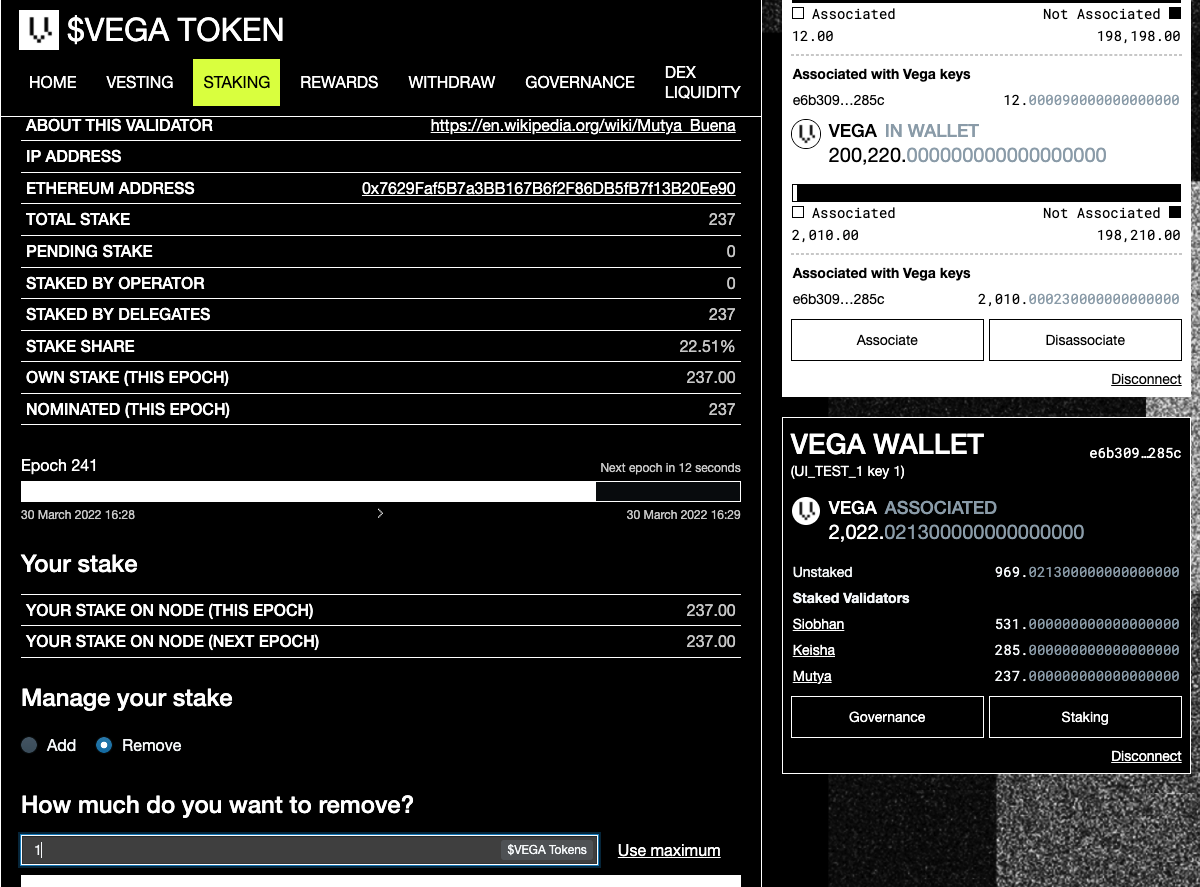 $VEGA TOKEN
HOME VESTING STAKING REWARDS WITHDRAW GOVERNANCE DEX LIQUIDITY
ABOUT THIS VALIDATOR https://en.wikipedia.org/wiki/Mutya_Buena
IP ADDRESS
ETHEREUM ADDRESS 0x7629Faf5B7a3BB167B6f2F86DB5fB7f13B20Ee90
TOTAL STAKE 237
PENDING STAKE 0
STAKED BY OPERATOR 0
STAKED BY DELEGATES 237
STAKE SHARE 22.51%
OWN STAKE (THIS EPOCH) 237.00
NOMINATED (THIS EPOCH) 237
Epoch 241 Next epoch in 12 seconds
30 March 2022 16:28 30 March 2022 16:29
Your stake
YOUR STAKE ON NODE (THIS EPOCH) 237.00
YOUR STAKE ON NODE (NEXT EPOCH) 237.00
Manage your stake
Add Remove
How much do you want to remove?
1 $VEGA Tokens Use maximum
Associated Not Associated
12.00 198,198.00
Associated with Vega keys
e6b309…285c 12.000090000000000000
VEGA IN WALLET
200,220.000000000000000000
Associated Not Associated
2,010.00 198,210.00
Associated with Vega keys
e6b309…285c 2,010.000230000000000000
Associate Disassociate
Disconnect
VEGA WALLET e6b309…285c
(UI_TEST_1 key 1)
VEGA ASSOCIATED
2,022.021300000000000000
Unstaked 969.021300000000000000
Staked Validators
Siobhan 531.000000000000000000
Keisha 285.000000000000000000
Mutya 237.000000000000000000
Governance Staking
Disconnect